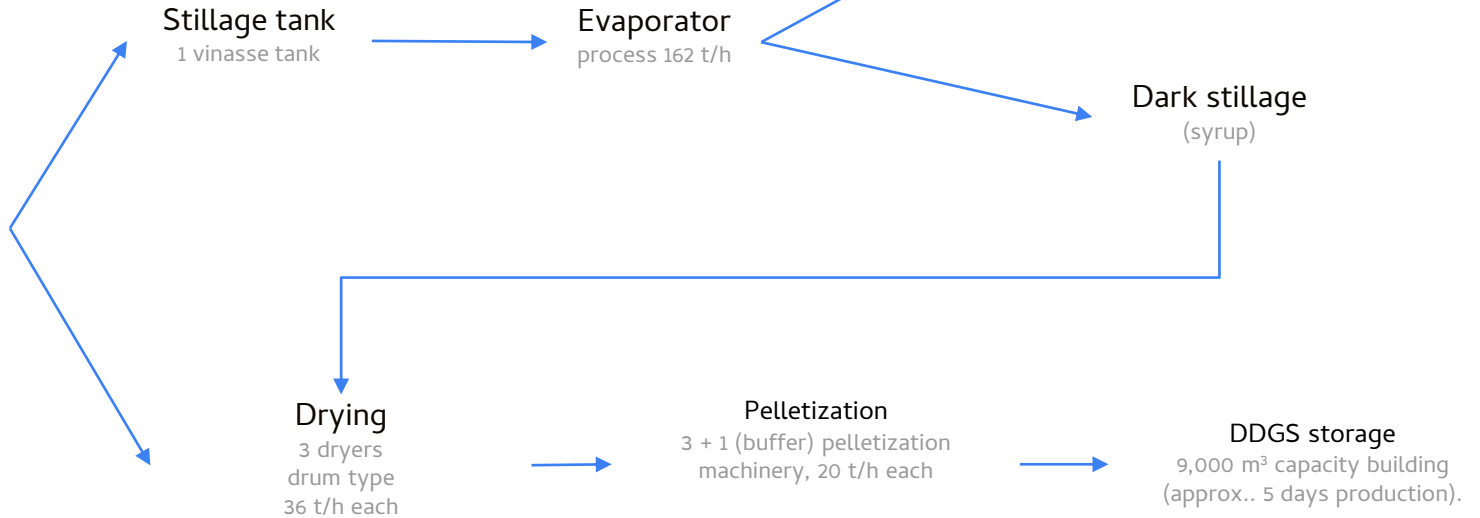 Stillage tank
1 vinasse tank
Evaporator
process 162 t/h
Dark stillage
(syrup)
Drying
3 dryers
drum type
36 t/h each
Pelletization
3 + 1 (buffer) pelletization
machinery, 20 t/h each
DDGS storage
9,000 m³ capacity building
(approx.. 5 days production).